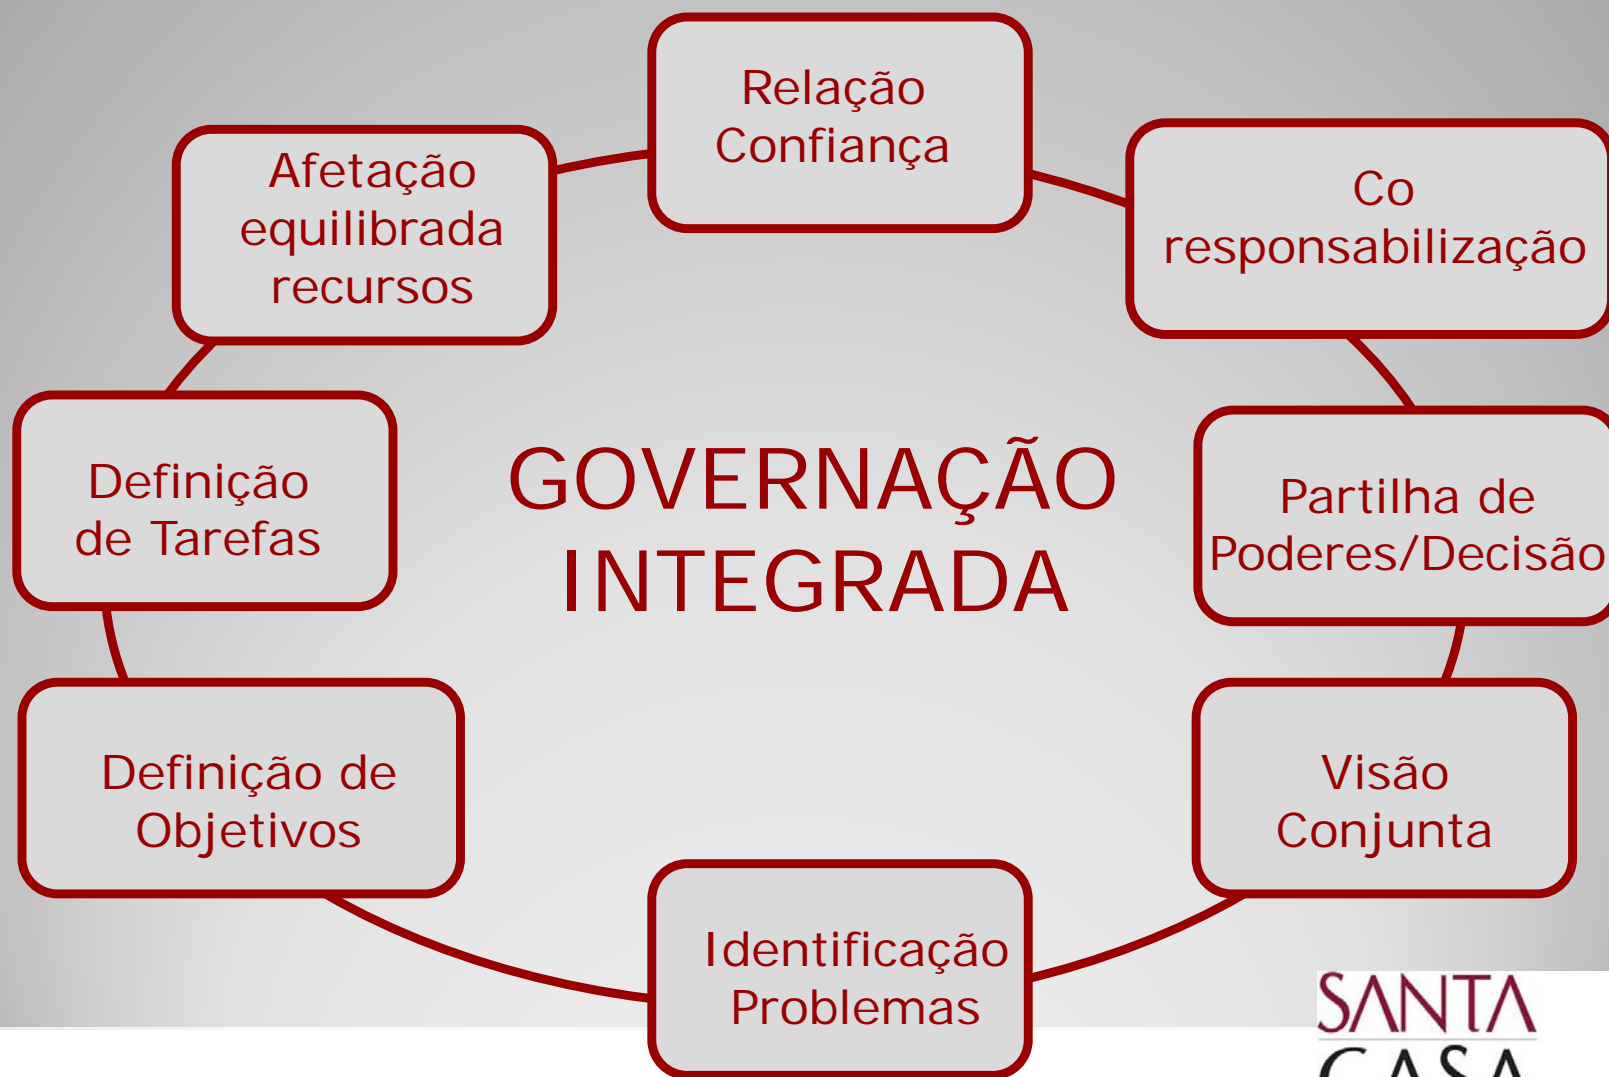 Relação
Confiança
Co
responsabilização
Partilha de
Poderes/Decisão
Visão
Conjunta
Identificação
Problemas
Definição de
Objetivos
Definição
de Tarefas
Afetação
equilibrada
recursos
GOVERNAÇÃO
INTEGRADA
SANTA
CASA